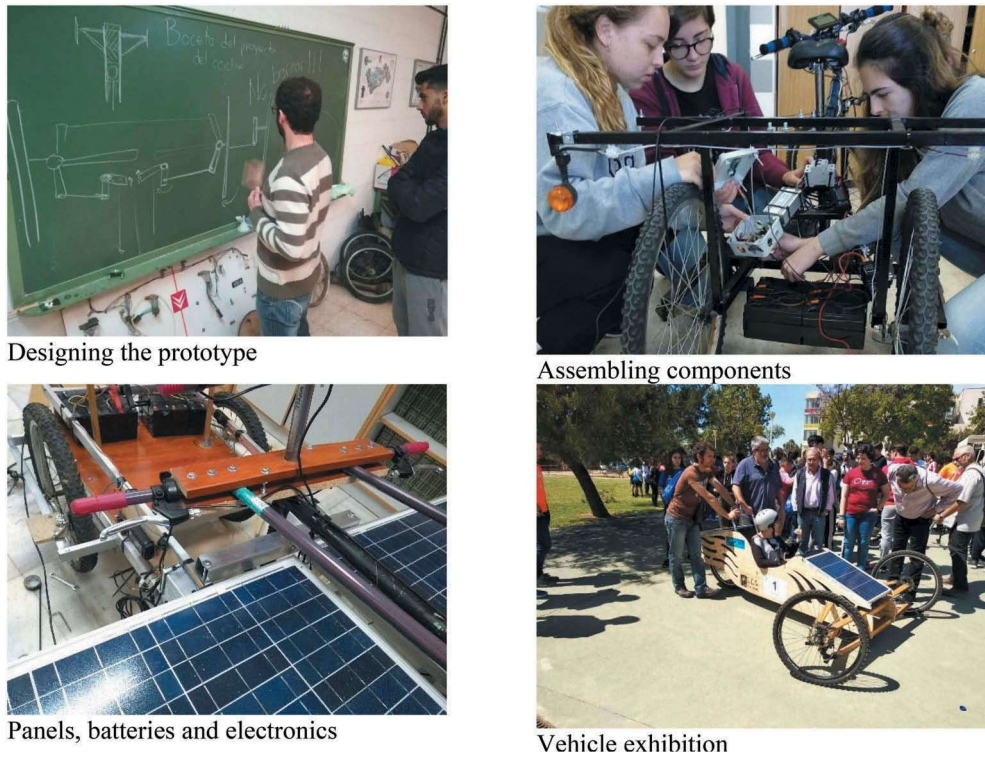 Boceto del proyecto
del coche
No borrar!!!
Designing the prototype
Assembling components
1
Panels, batteries and electronics
Vehicle exhibition